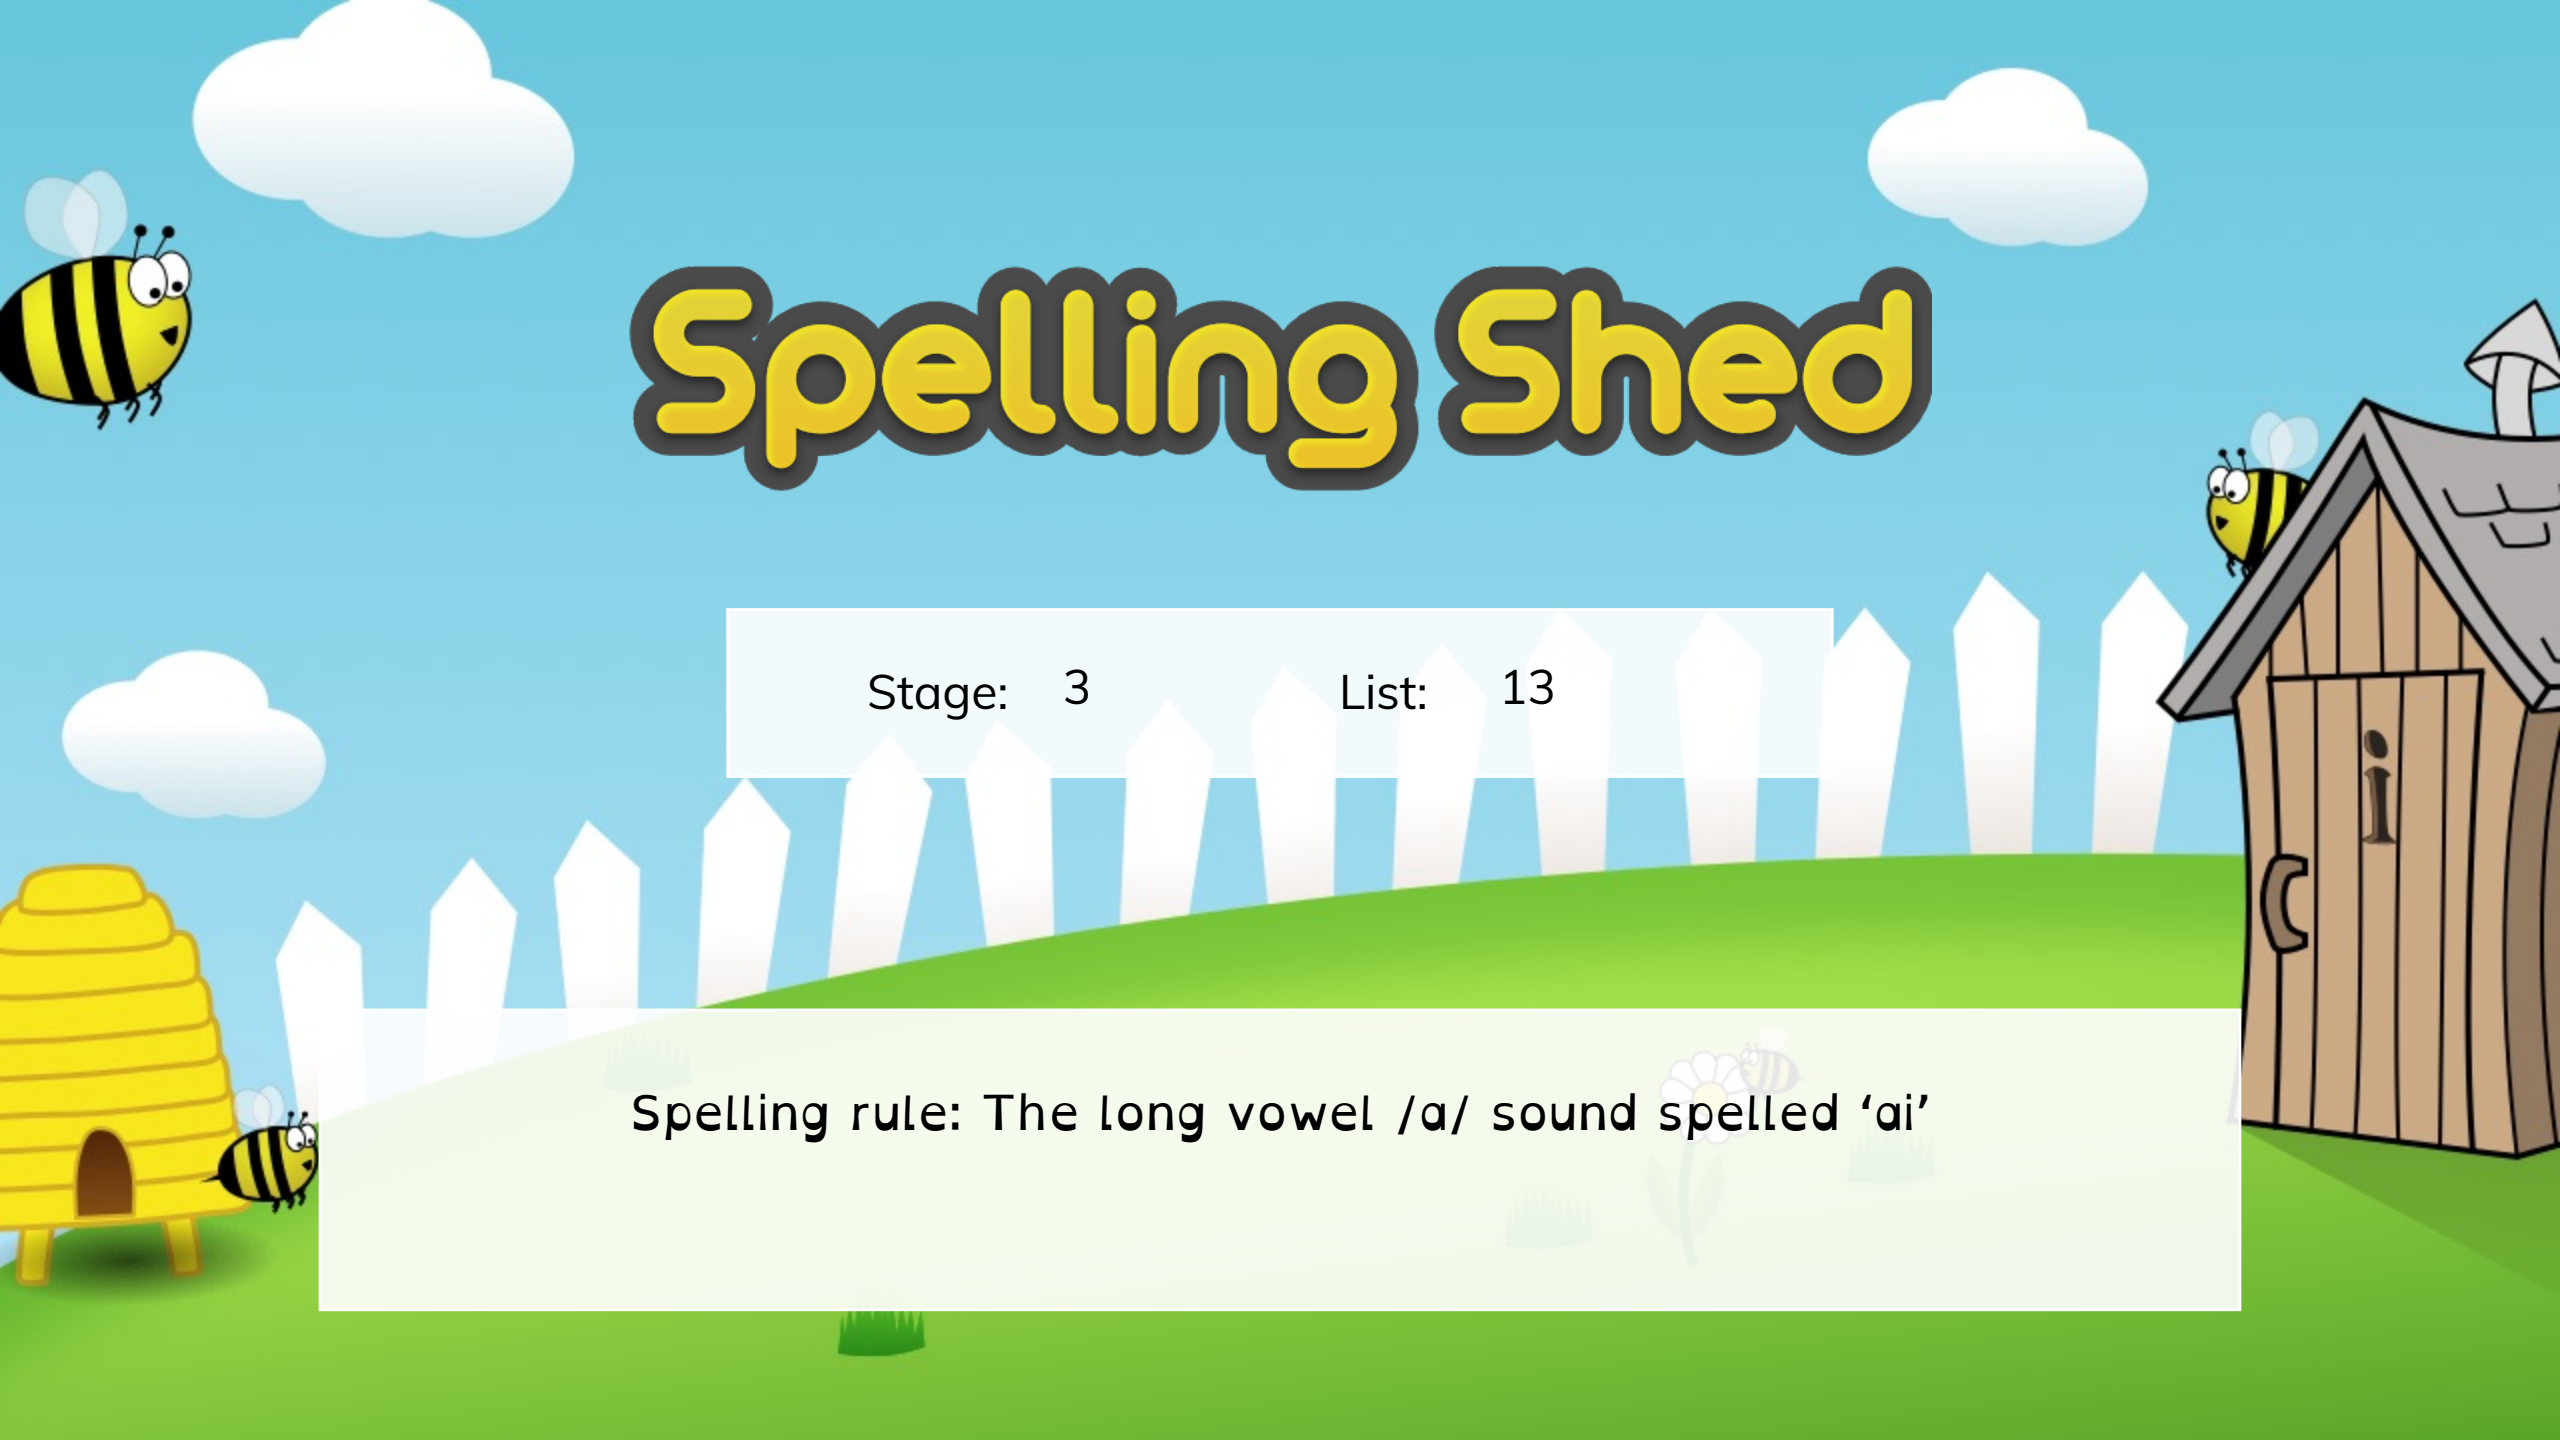 Spelling Shed
Stage: 3 List: 13
i
Spelling rule: The long vowel /a/ sound spelled ‘ai’